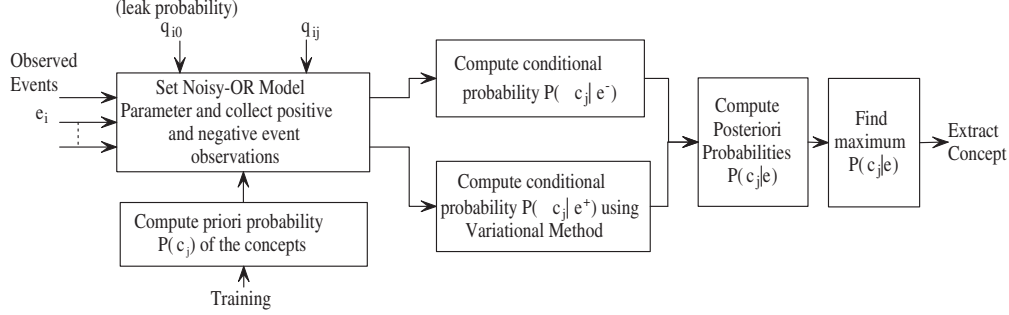 (leak probability)
q_i0
q_ij
Observed
Events
e_i
Set Noisy-OR Model
Parameter and collect positive
and negative event
observations
Compute priori probability
P( c_j) of the concepts
Training
Compute conditional
probability P( c_j| e^-)
Compute conditional
probability P( c_j| e^+) using
Variational Method
Compute
Posteriori
Probabilities
P( c_j|e)
Find
maximum
P( c_j|e)
Extract
Concept